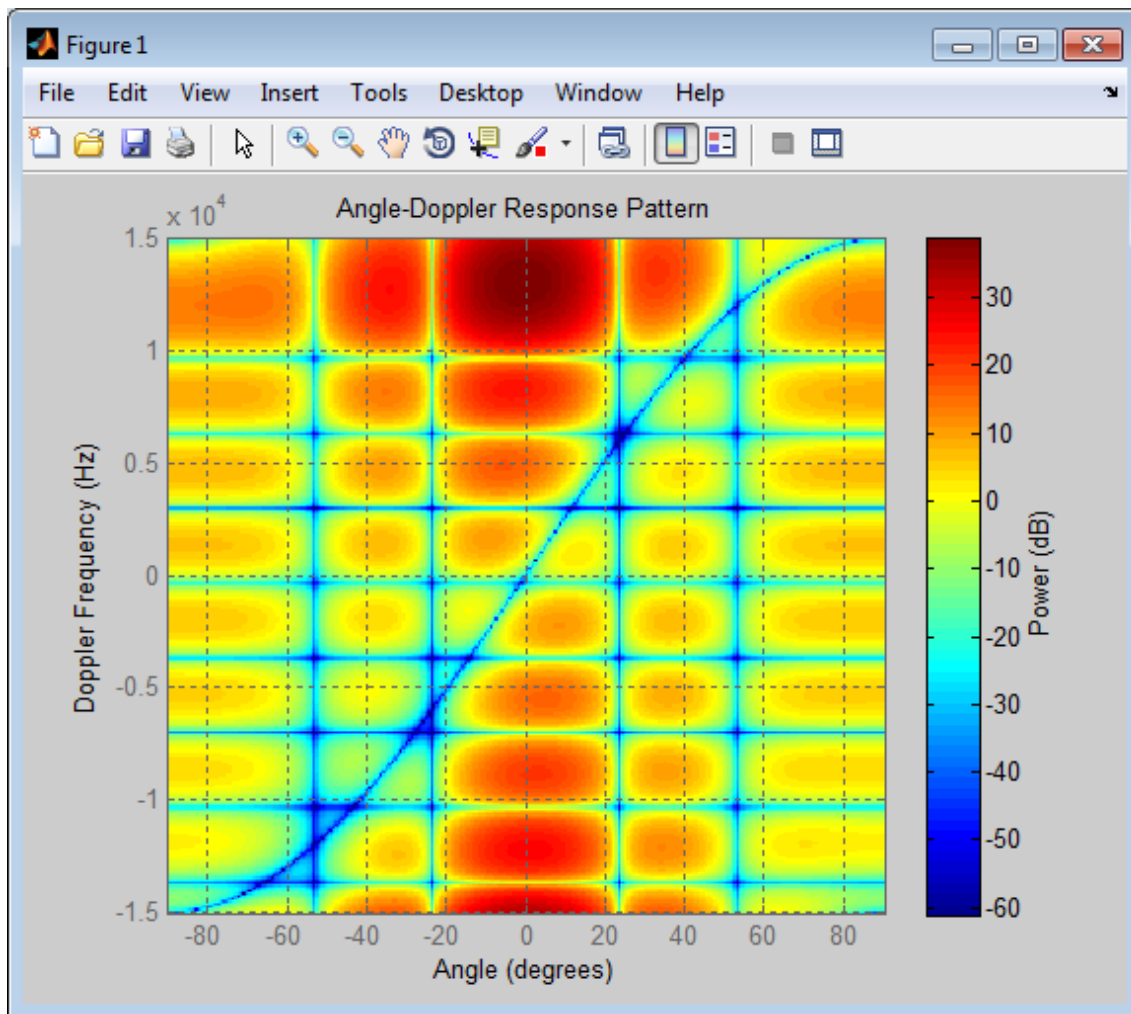 Figure 1
File Edit View Insert Tools Desktop Window Help
x 10^4
Angle-Doppler Response Pattern
1.5
1
0.5
0
-0.5
-1
-1.5
Doppler Frequency (Hz)
-80 -60 -40 -20 0 20 40 60 80
Angle (degrees)
30
20
10
0
-10
-20
-30
-40
-50
-60
Power (dB)